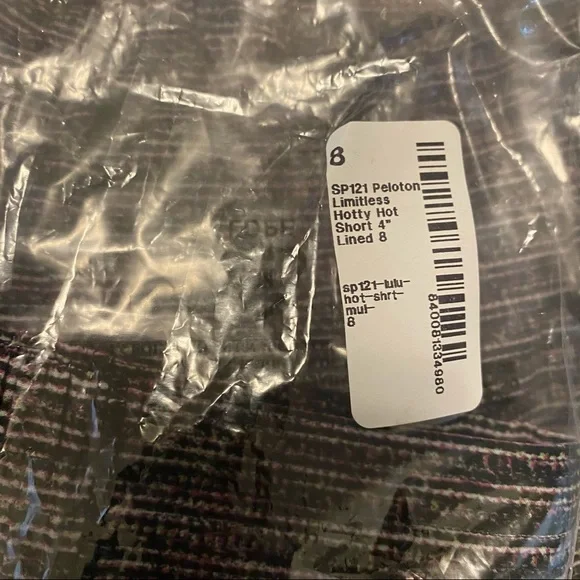 8
SP121 Peloton
Limitless
Hotty Hot
Short 4"
Lined 8
sp121-lulu-
hot-shrt-
mul-
8
840081334980